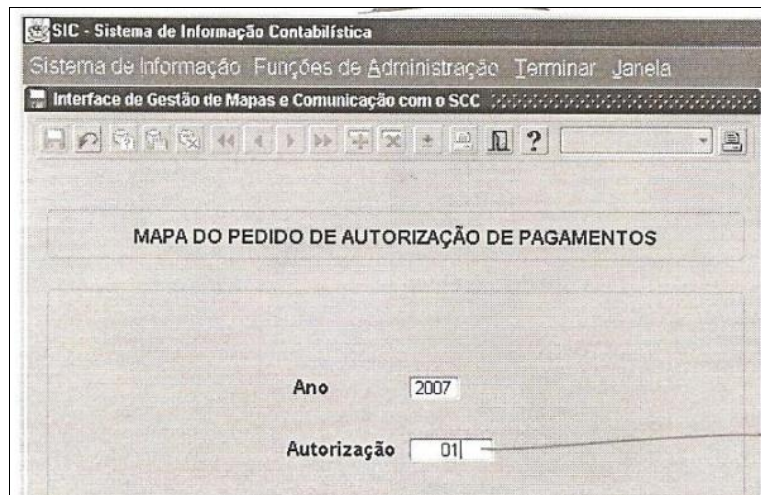 SIC - Sistema de Informação Contabilística
Sistema de Informação Funções de Administração Terminar Janela
Interface de Gestão de Mapas e Comunicação com o SCC
?
MAPA DO PEDIDO DE AUTORIZAÇÃO DE PAGAMENTOS
Ano 2007
Autorização 01